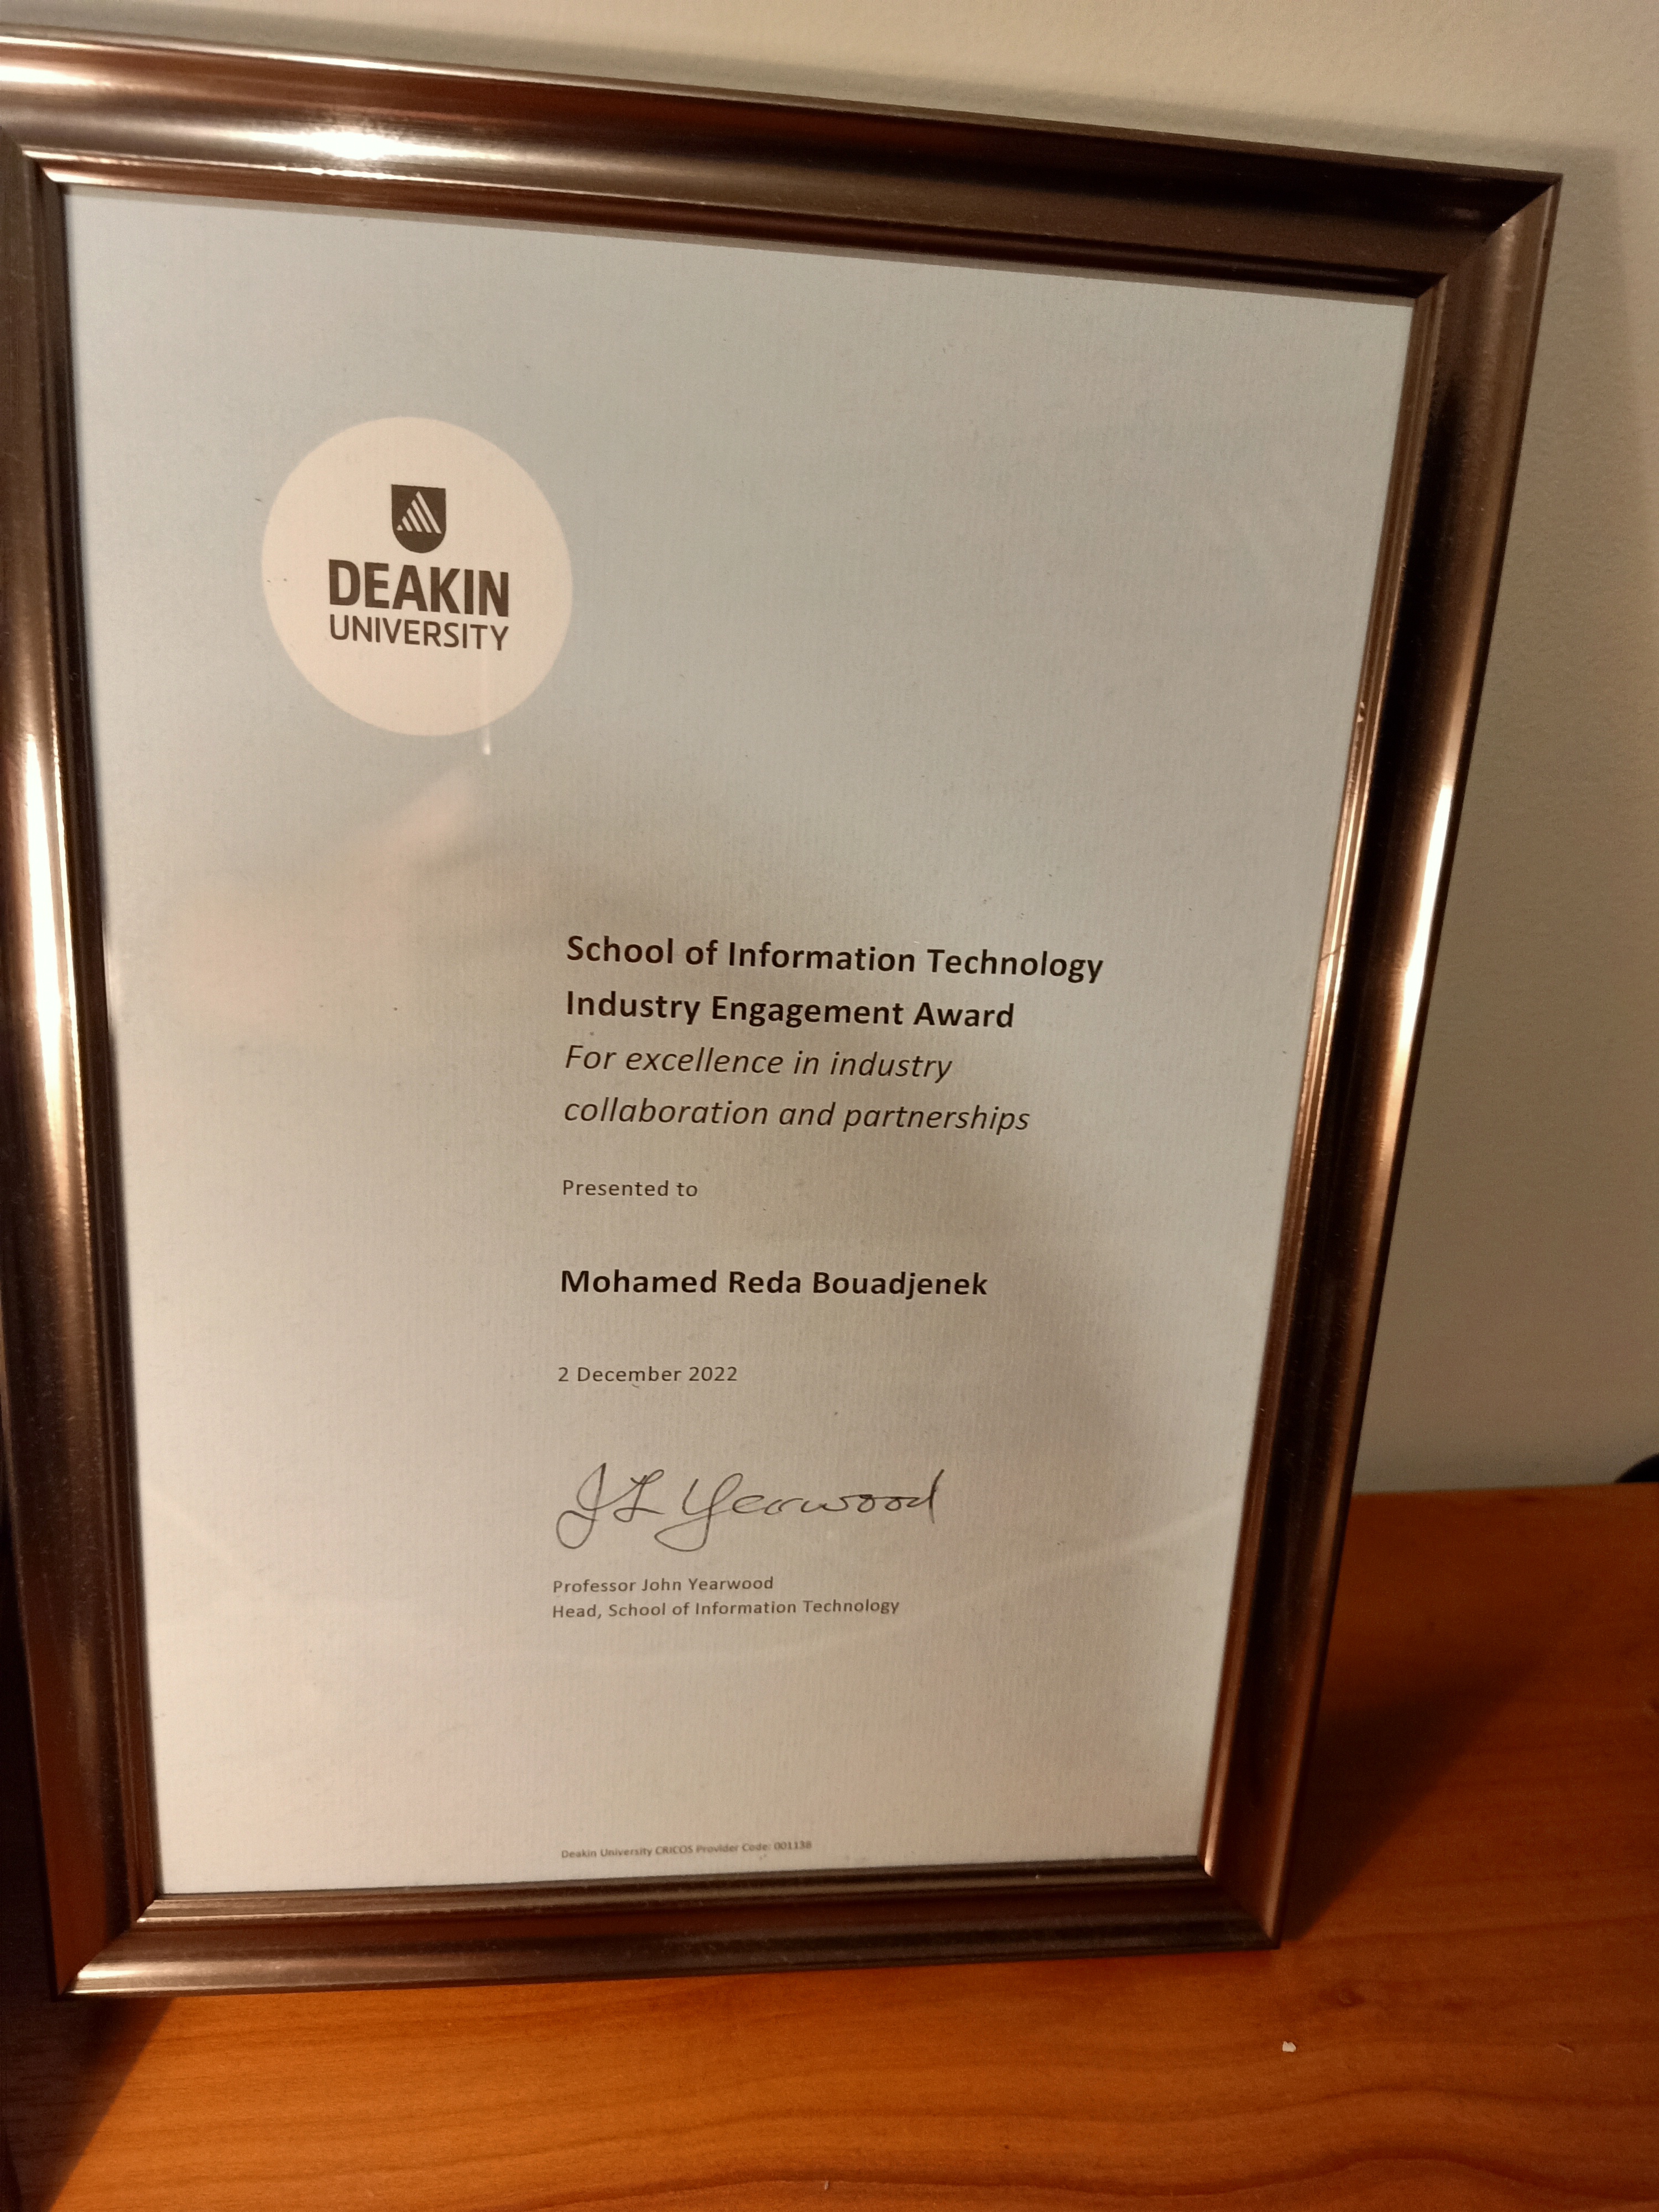 DEAKIN
UNIVERSITY
School of Information Technology
Industry Engagement Award
For excellence in industry
collaboration and partnerships
Presented to
Mohamed Reda Bouadjenek
2 December 2022
JL Yearwood
Professor John Yearwood
Head, School of Information Technology
Deakin University CRICOS Provider Code: 00113B